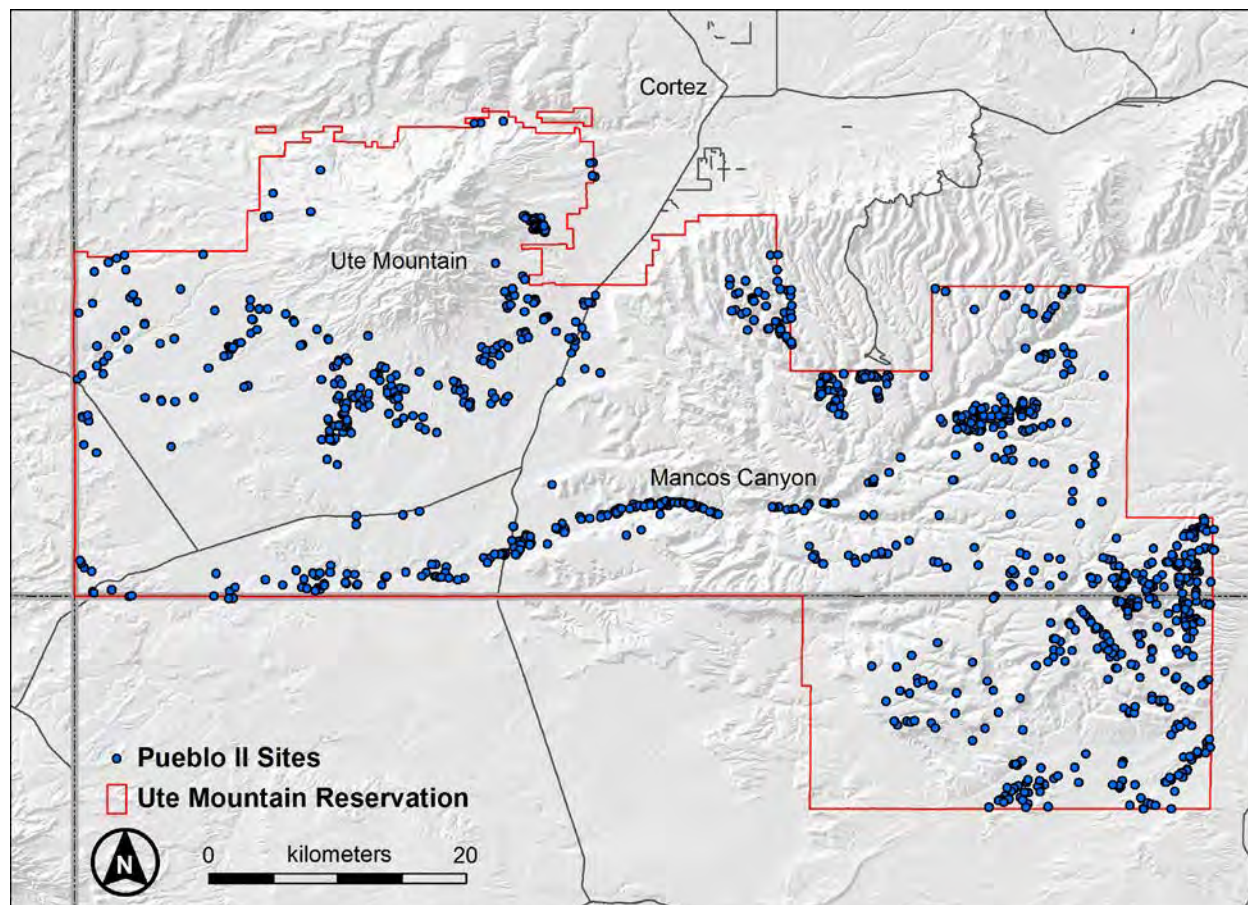 Cortez
Ute Mountain
Mancos Canyon
Pueblo II Sites
Ute Mountain Reservation
N
0 kilometers 20